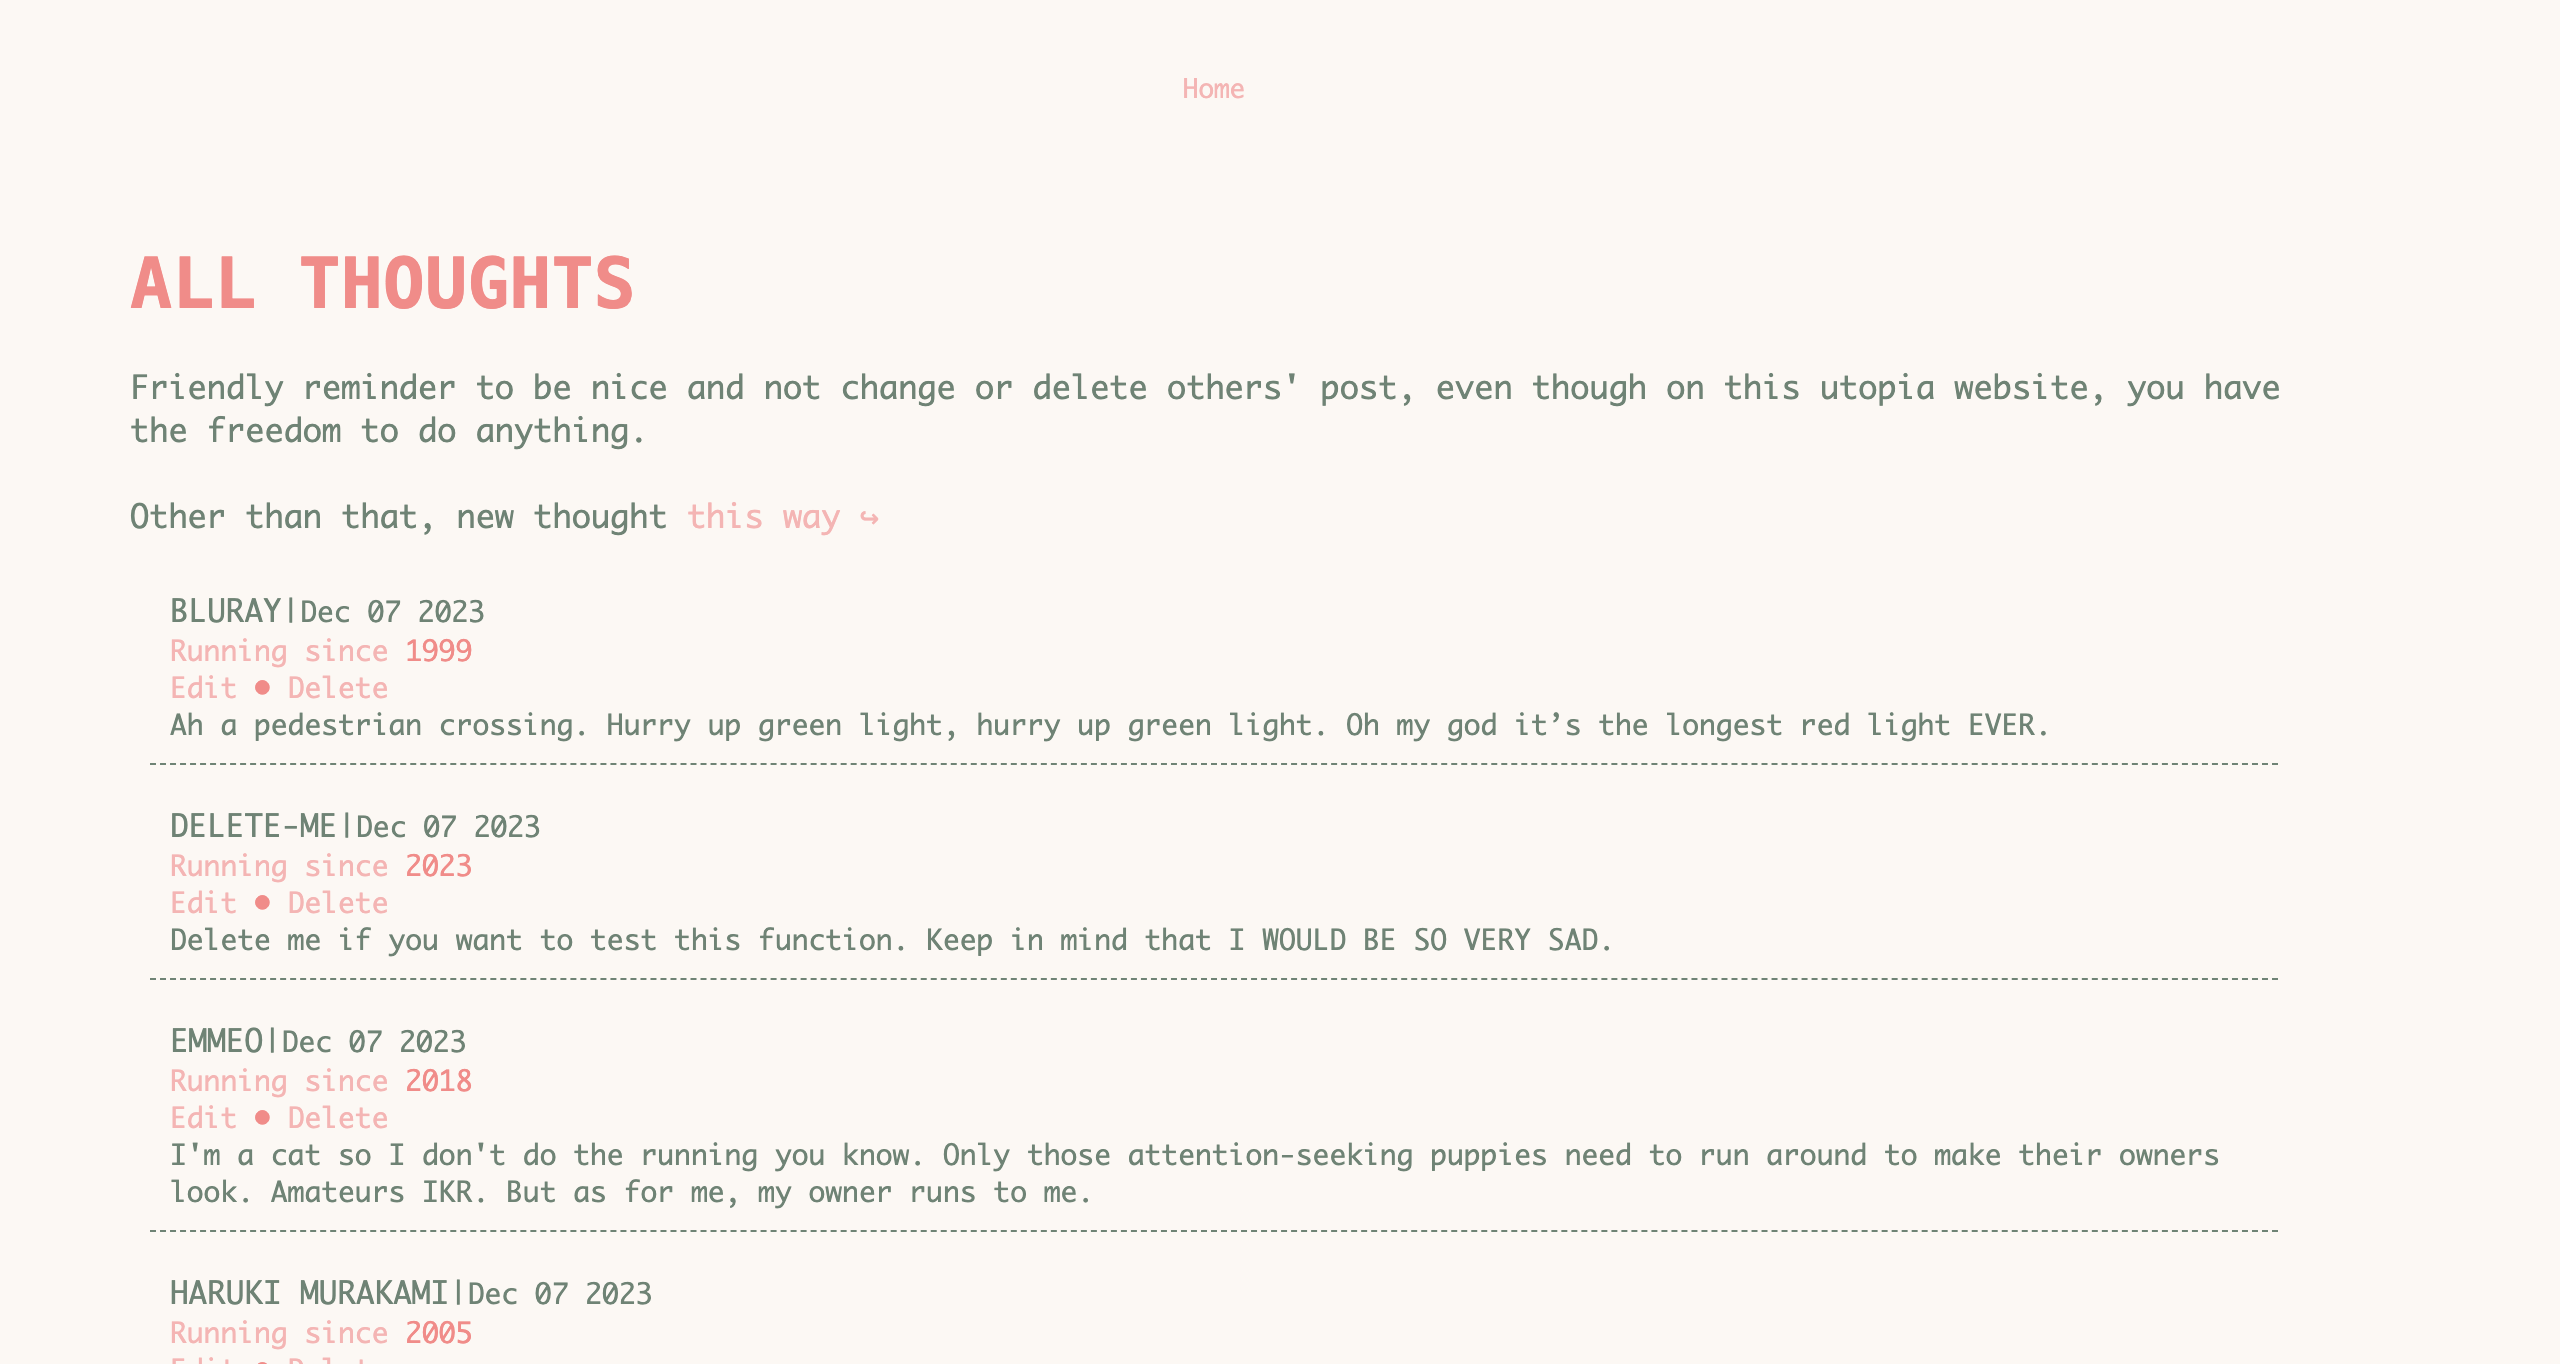 Home
ALL THOUGHTS
Friendly reminder to be nice and not change or delete others' post, even though on this utopia website, you have
the freedom to do anything.
Other than that, new thought this way ↪
BLURAY|Dec 07 2023
Running since 1999
Edit ● Delete
Ah a pedestrian crossing. Hurry up green light, hurry up green light. Oh my god it’s the longest red light EVER.
DELETE-ME|Dec 07 2023
Running since 2023
Edit ● Delete
Delete me if you want to test this function. Keep in mind that I WOULD BE SO VERY SAD.
EMMEO|Dec 07 2023
Running since 2018
Edit ● Delete
I'm a cat so I don't do the running you know. Only those attention-seeking puppies need to run around to make their owners
look. Amateurs IKR. But as for me, my owner runs to me.
HARUKI MURAKAMI|Dec 07 2023
Running since 2005